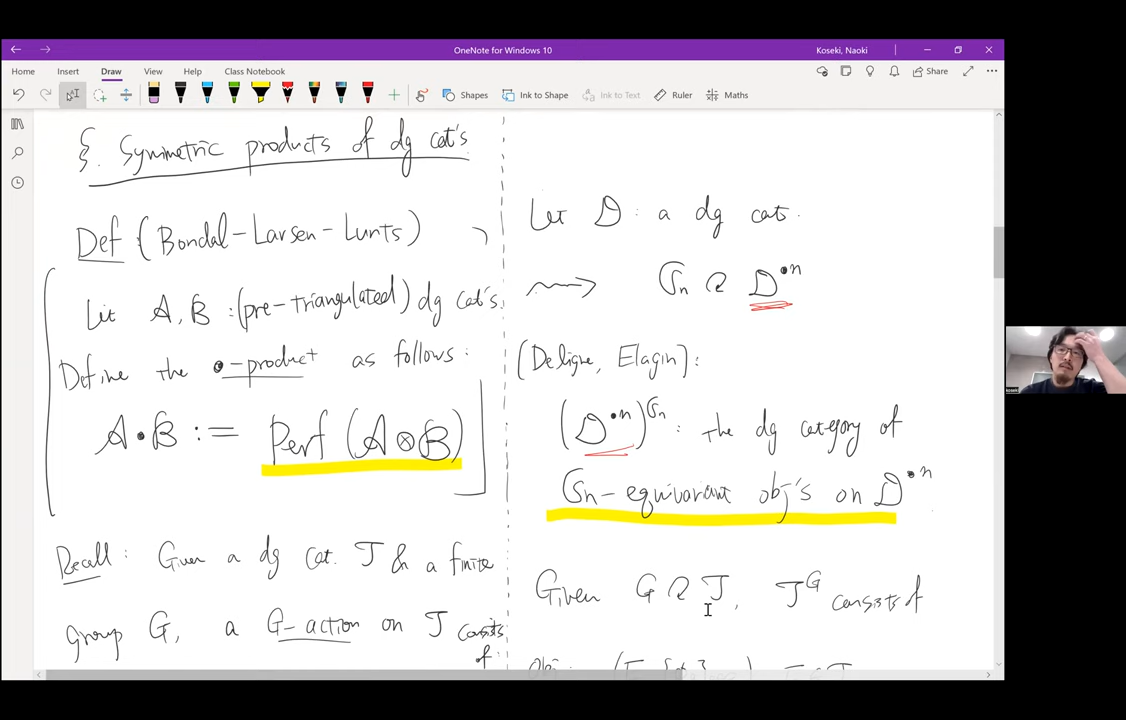 OneNote for Windows 10
Koseki, Naoki
Home Insert Draw View Help Class Notebook
Share
Shapes Ink to Shape Ink to Text Ruler Maths
§. Symmetric products of dg cat's
Def (Bondal-Larsen-Lunts)
Let A, B : (pre-triangulated) dg cat's.
Define the •-product as follows:
A • B := Perf (A ⊗ B)
Recall : Given a dg cat. T & a finite
group G, a G-action on T consists
of :
Let D : a dg cat.
⇝ 𝔖n ↷ D^•n
(Deligne, Elagin) :
(D^•n)^𝔖n : the dg category of
𝔖n-equivariant obj's on D^•n
Given G ↷ T, T^G consists of